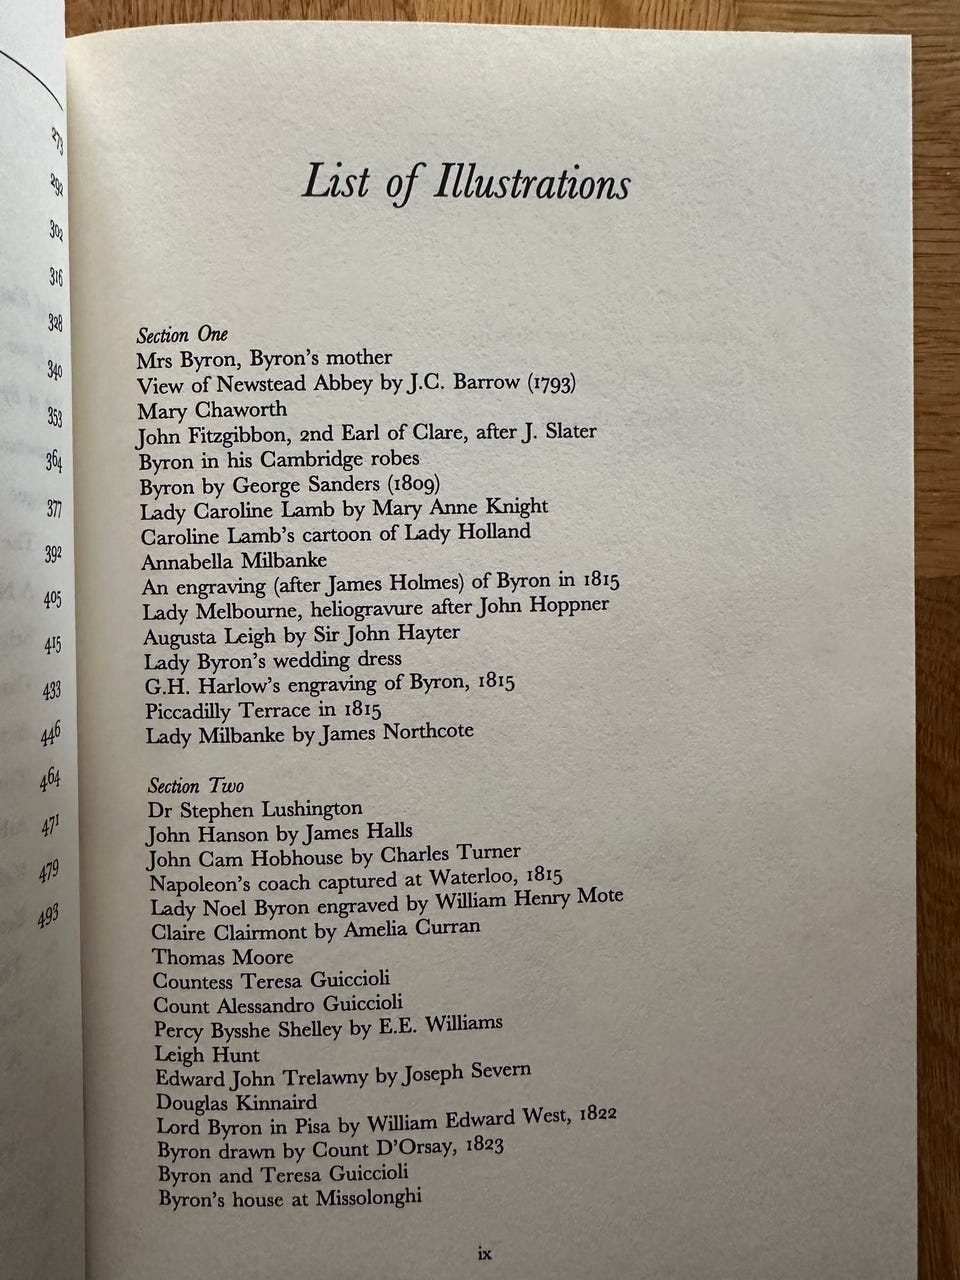 273
292
302
316
328
340
353
364
377
392
405
415
433
446
464
471
479
493
List of Illustrations
Section One
Mrs Byron, Byron's mother
View of Newstead Abbey by J.C. Barrow (1793)
Mary Chaworth
John Fitzgibbon, 2nd Earl of Clare, after J. Slater
Byron in his Cambridge robes
Byron by George Sanders (1809)
Lady Caroline Lamb by Mary Anne Knight
Caroline Lamb's cartoon of Lady Holland
Annabella Milbanke
An engraving (after James Holmes) of Byron in 1815
Lady Melbourne, heliogravure after John Hoppner
Augusta Leigh by Sir John Hayter
Lady Byron's wedding dress
G.H. Harlow's engraving of Byron, 1815
Piccadilly Terrace in 1815
Lady Milbanke by James Northcote
Section Two
Dr Stephen Lushington
John Hanson by James Halls
John Cam Hobhouse by Charles Turner
Napoleon's coach captured at Waterloo, 1815
Lady Noel Byron engraved by William Henry Mote
Claire Clairmont by Amelia Curran
Thomas Moore
Countess Teresa Guiccioli
Count Alessandro Guiccioli
Percy Bysshe Shelley by E.E. Williams
Leigh Hunt
Edward John Trelawny by Joseph Severn
Douglas Kinnaird
Lord Byron in Pisa by William Edward West, 1822
Byron drawn by Count D'Orsay, 1823
Byron and Teresa Guiccioli
Byron's house at Missolonghi
ix